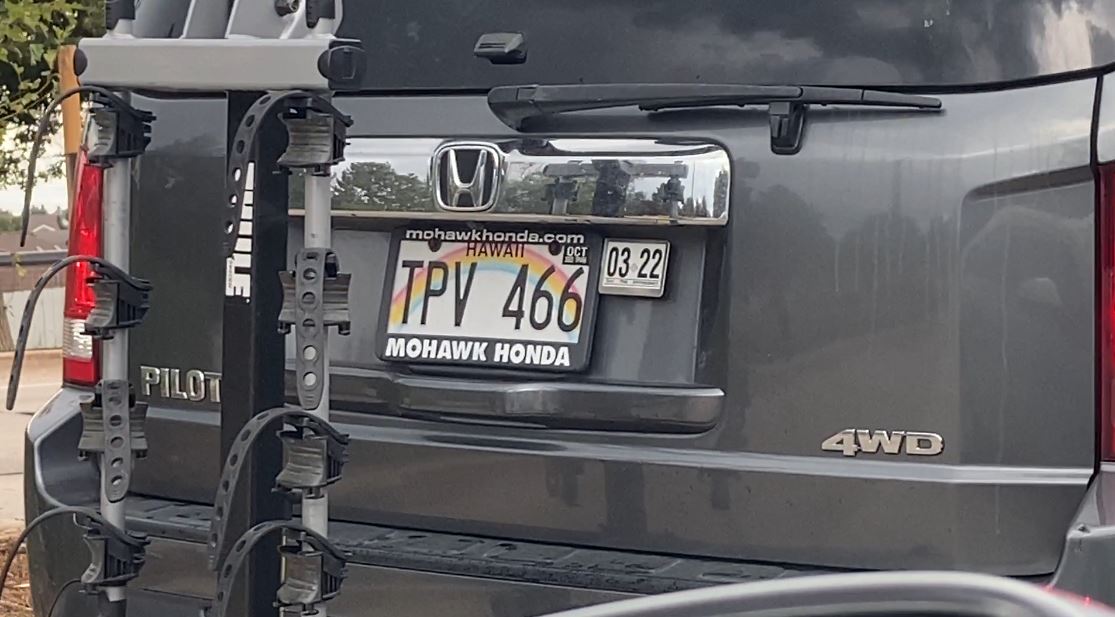 mohawkhonda.com
HAWAII
OCT
03 22
TPV 466
MOHAWK HONDA
PILOT
4WD